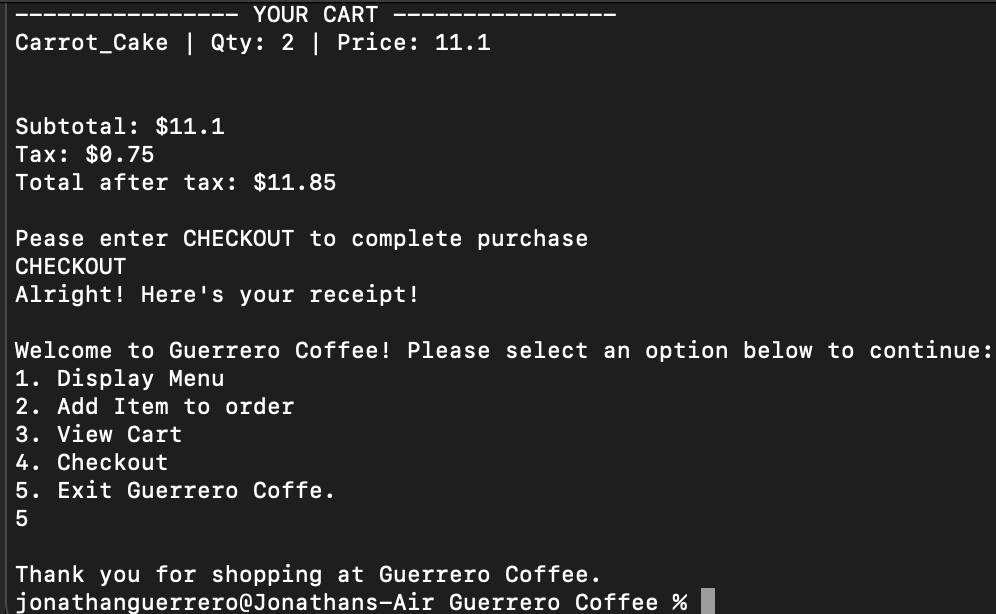 ---------------- YOUR CART ----------------
Carrot_Cake | Qty: 2 | Price: 11.1
Subtotal: $11.1
Tax: $0.75
Total after tax: $11.85
Pease enter CHECKOUT to complete purchase
CHECKOUT
Alright! Here's your receipt!
Welcome to Guerrero Coffee! Please select an option below to continue:
1. Display Menu
2. Add Item to order
3. View Cart
4. Checkout
5. Exit Guerrero Coffe.
5
Thank you for shopping at Guerrero Coffee.
jonathanguerrero@Jonathans-Air Guerrero Coffee %